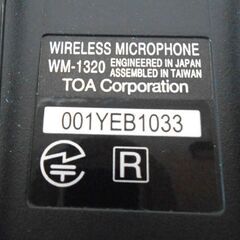 WIRELESS MICROPHONE
WM-1320 ENGINEERED IN JAPAN
ASSEMBLED IN TAIWAN
TOA Corporation
001YEB1033
R